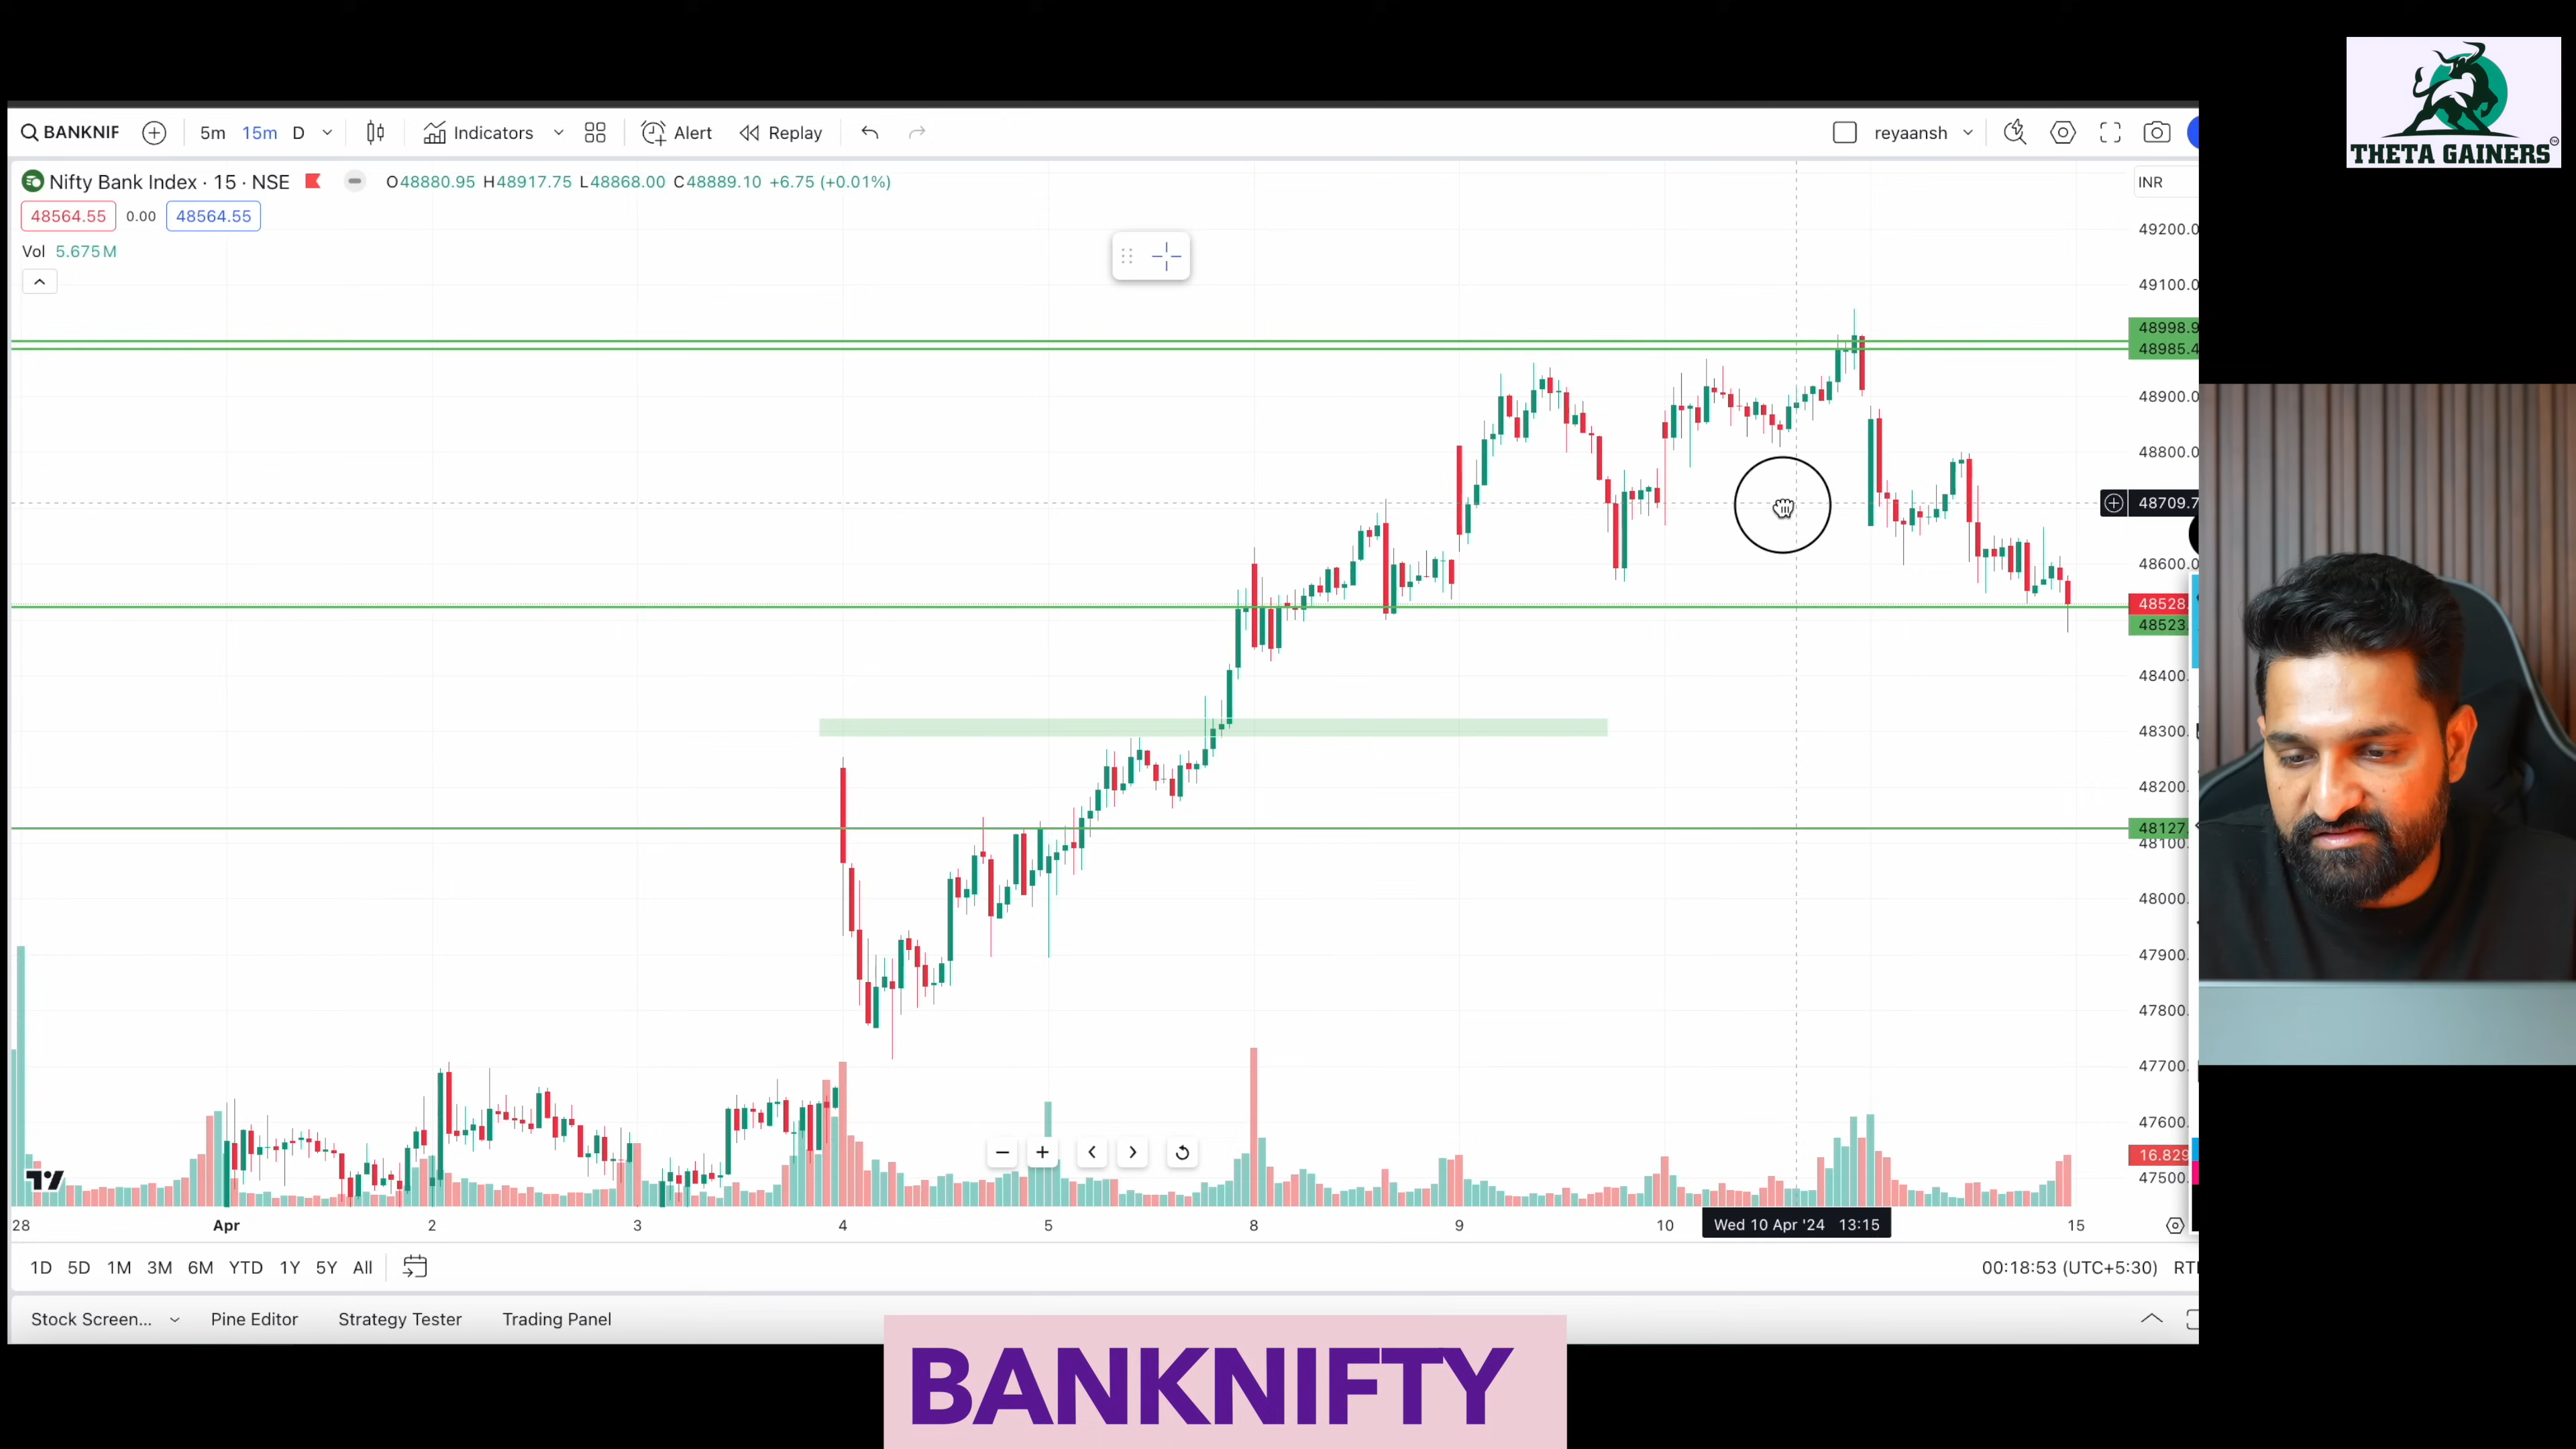 THETA GAINERS
BANKNIF 5m 15m D Indicators Alert Replay reyaansh
Nifty Bank Index · 15 · NSE O48880.95 H48917.75 L48868.00 C48889.10 +6.75 (+0.01%) INR
48564.55 0.00 48564.55
Vol 5.675M
49200.0
49100.0
48998.9
48985.4
48900.0
48800.0
48709.7
48600.0
48528.
48523.
48400.
48300.
48200.
48127.
48100.
48000.
47900.
47800.
47700.
47600.
16.829
47500.
28 Apr 2 3 4 5 8 9 10 Wed 10 Apr '24 13:15 15
1D 5D 1M 3M 6M YTD 1Y 5Y All 00:18:53 (UTC+5:30)
Stock Screen... Pine Editor Strategy Tester Trading Panel
BANKNIFTY